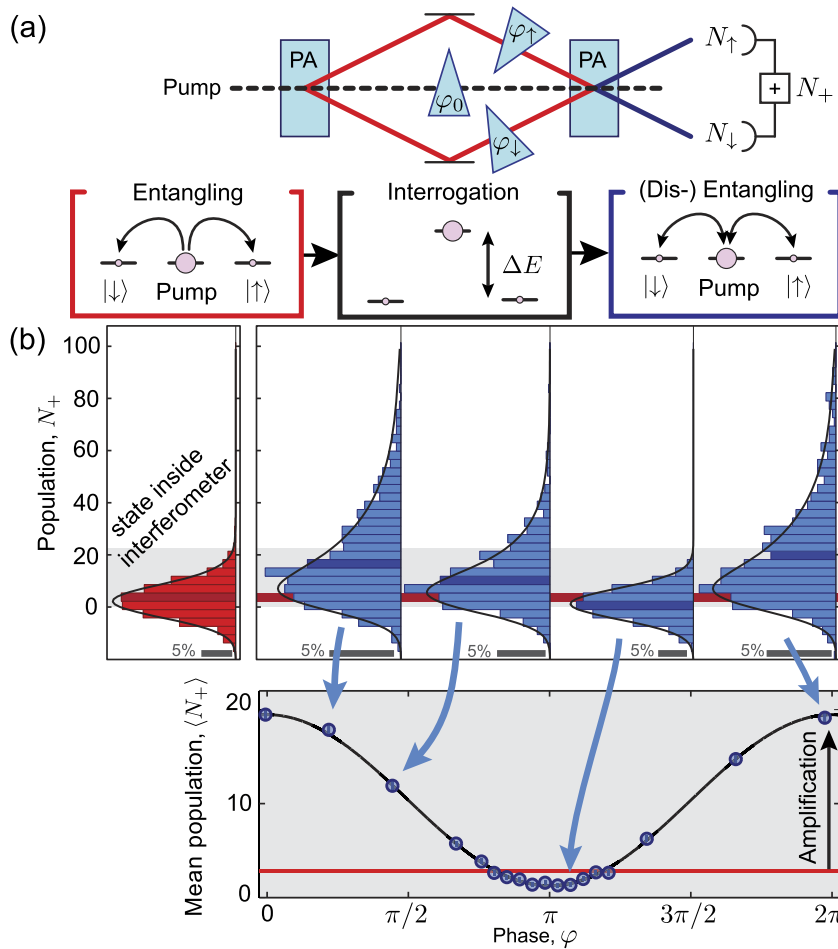 (a)
PA
φ↑
PA
N↑
Pump
φ0
+
N+
φ↓
N↓
Entangling
Interrogation
(Dis-) Entangling
|↓⟩ Pump |↑⟩
ΔE
|↓⟩ Pump |↑⟩
(b)
Population, N+
100
80
60
40
20
0
state inside
interferometer
5%
5%
5%
5%
5%
Mean population, ⟨N+⟩
20
10
0
Amplification
0 π/2 π 3π/2 2π
Phase, φ